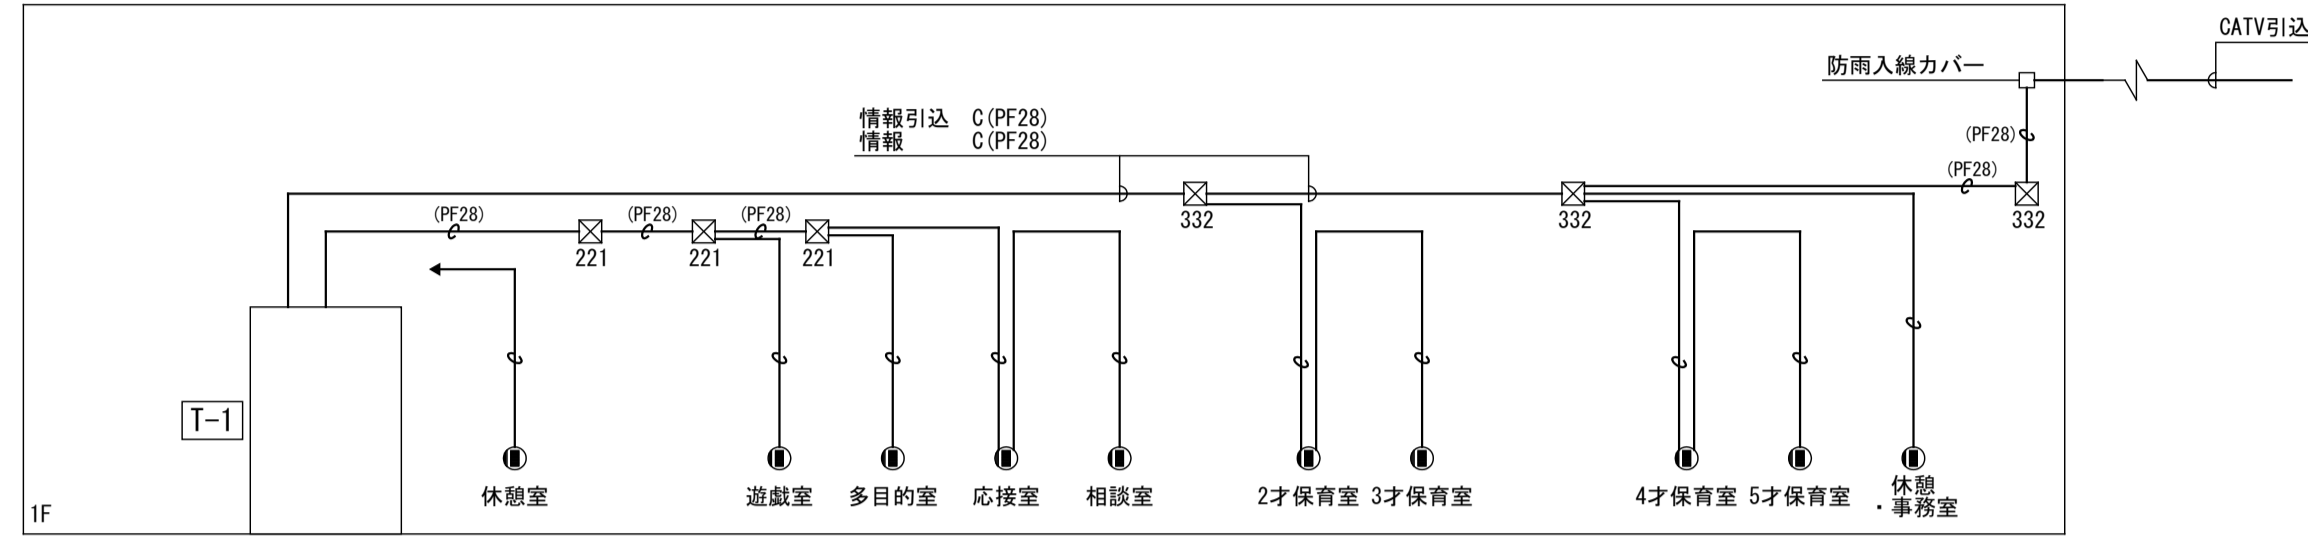 CATV引込
防雨入線カバー
情報引込 C(PF28)
情報 C(PF28)
(PF28)
(PF28)
(PF28)
(PF28)
(PF28)
332
332
332
221
221
221
T-1
休憩室
遊戯室
多目的室
応接室
相談室
2才保育室
3才保育室
4才保育室
5才保育室
休憩
・事務室
1F